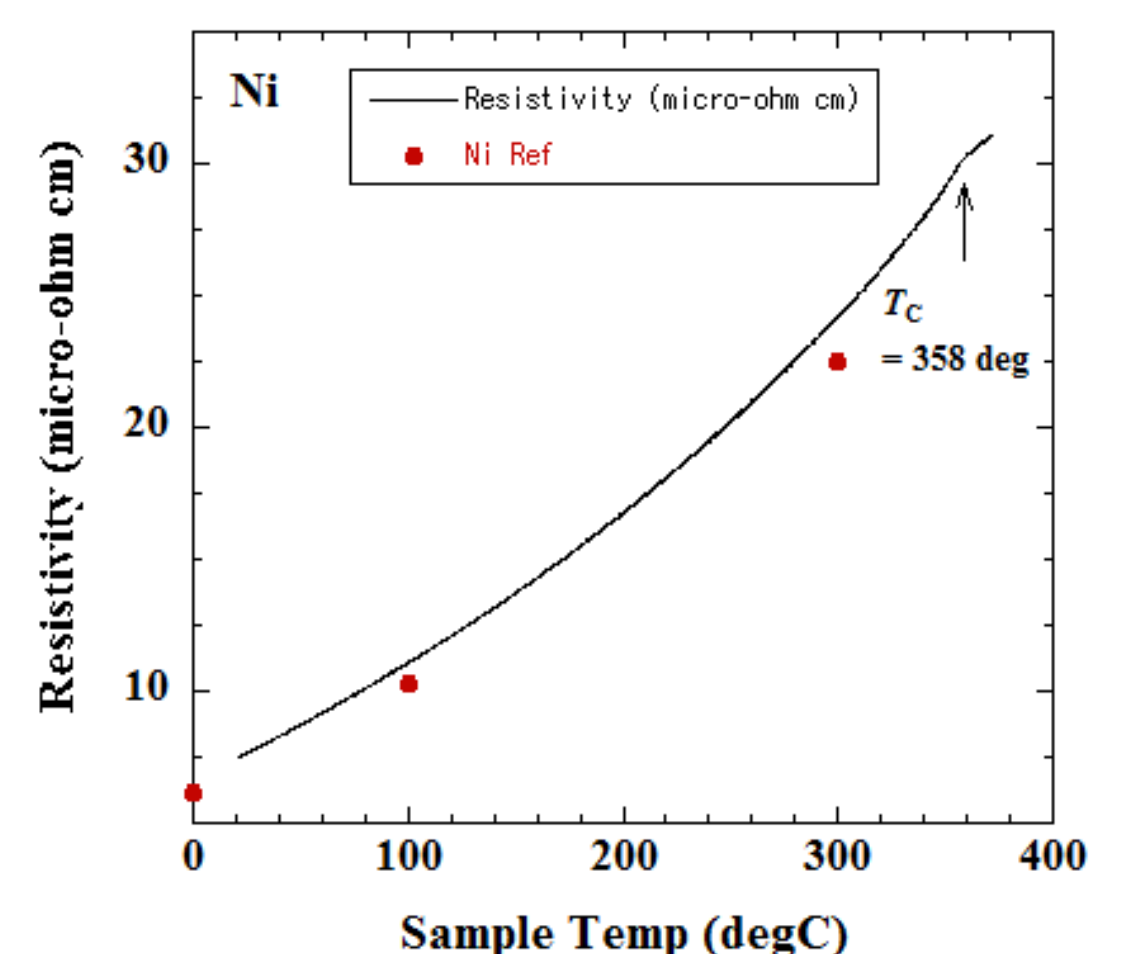 Ni
Resistivity (micro-ohm cm)
Ni Ref
30
20
10
Resistivity (micro-ohm cm)
T_C
= 358 deg
0 100 200 300 400
Sample Temp (degC)